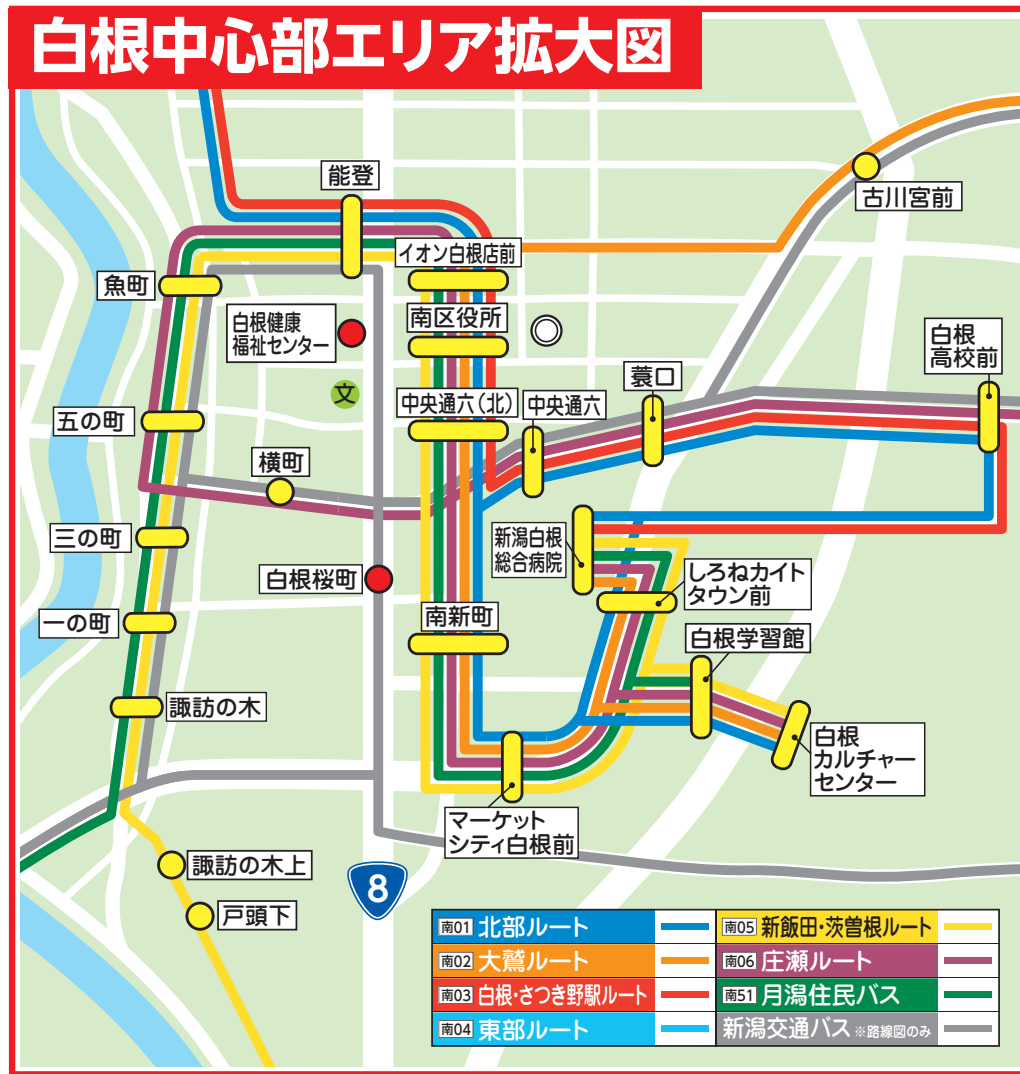 白根中心部エリア拡大図
能登
古川宮前
イオン白根店前
魚町
白根健康
福祉センター
南区役所
白根
高校前
蓑口
文
中央通六(北)
中央通六
五の町
横町
三の町
新潟白根
総合病院
白根桜町
しろねカイト
タウン前
一の町
南新町
白根学習館
諏訪の木
白根
カルチャー
センター
マーケット
シティ白根前
諏訪の木上
8
戸頭下
南01 北部ルート
南02 大鷲ルート
南03 白根・さつき野駅ルート
南04 東部ルート
南05 新飯田・茨曽根ルート
南06 庄瀬ルート
南51 月潟住民バス
新潟交通バス ※路線図のみ